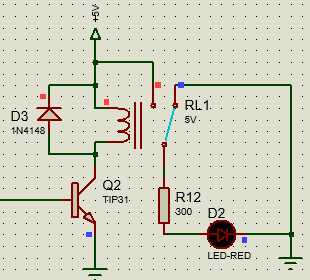 +5V
RL1
5V
D3
1N4148
Q2
TIP31
R12
300
D2
LED-RED